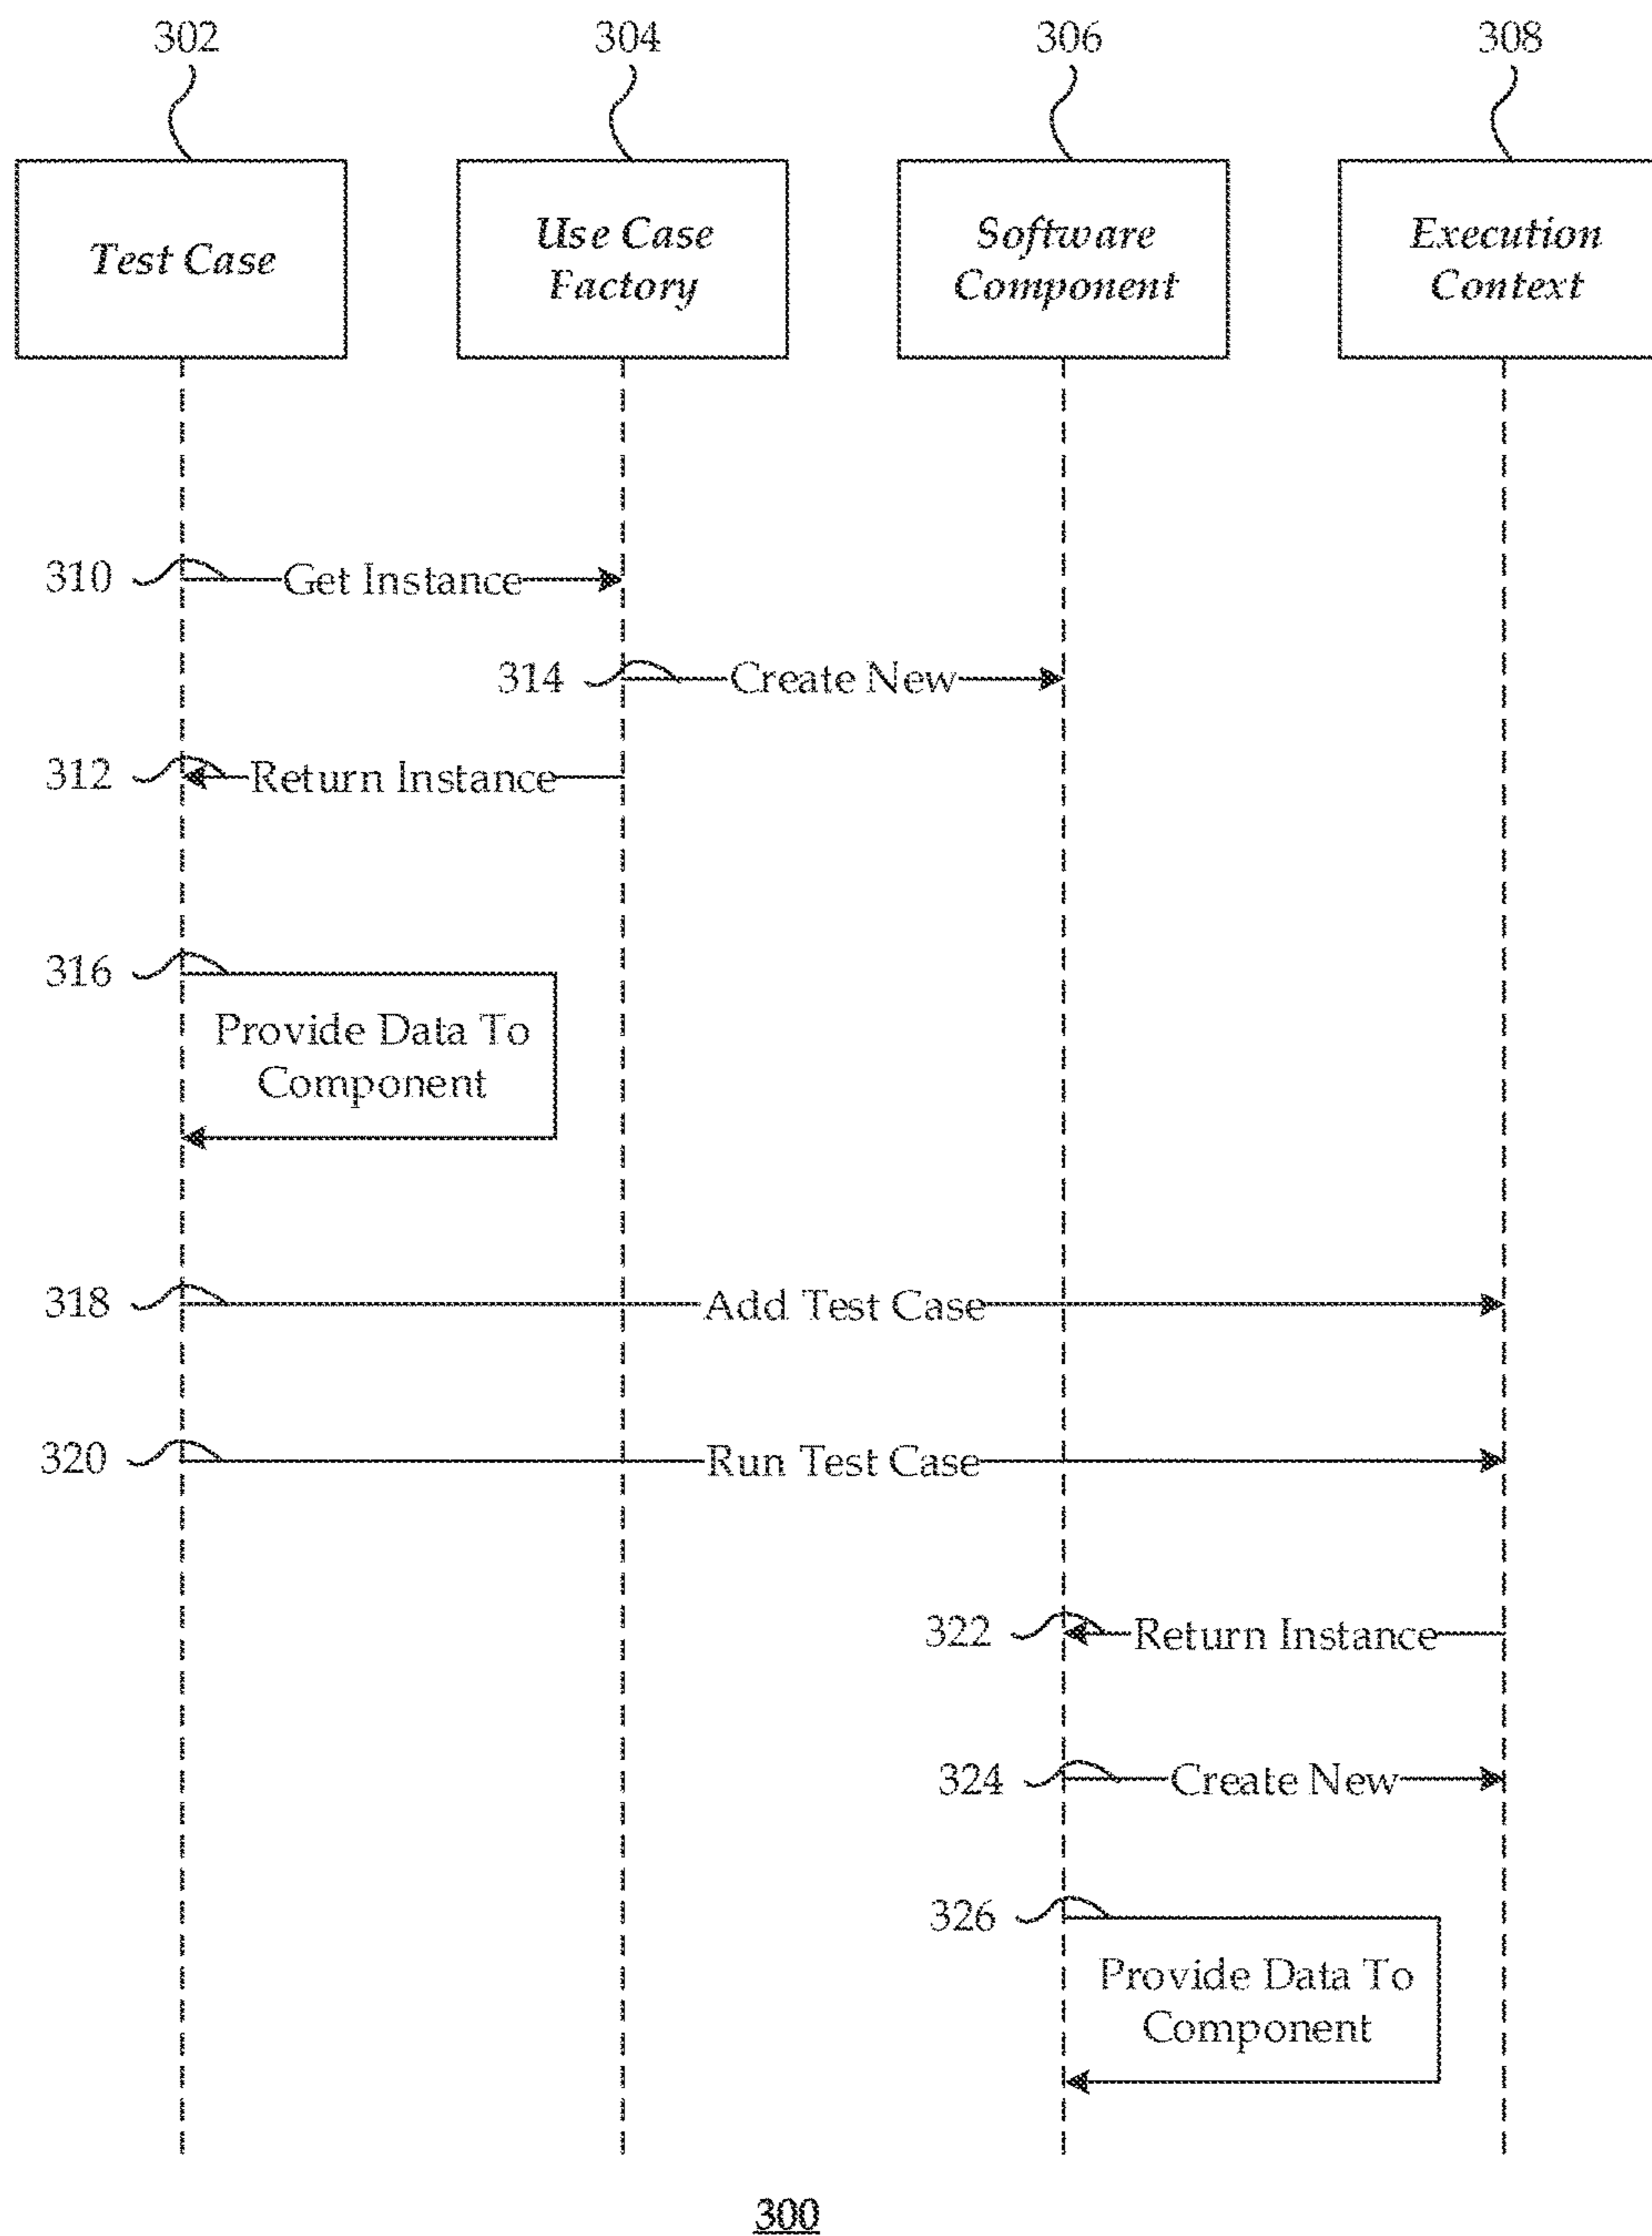 302
304
306
308
Test Case
Use Case
Factory
Software
Component
Execution
Context
310
Get Instance
314
Create New
312
Return Instance
316
Provide Data To
Component
318
Add Test Case
320
Run Test Case
322
Return Instance
324
Create New
326
Provide Data To
Component
300